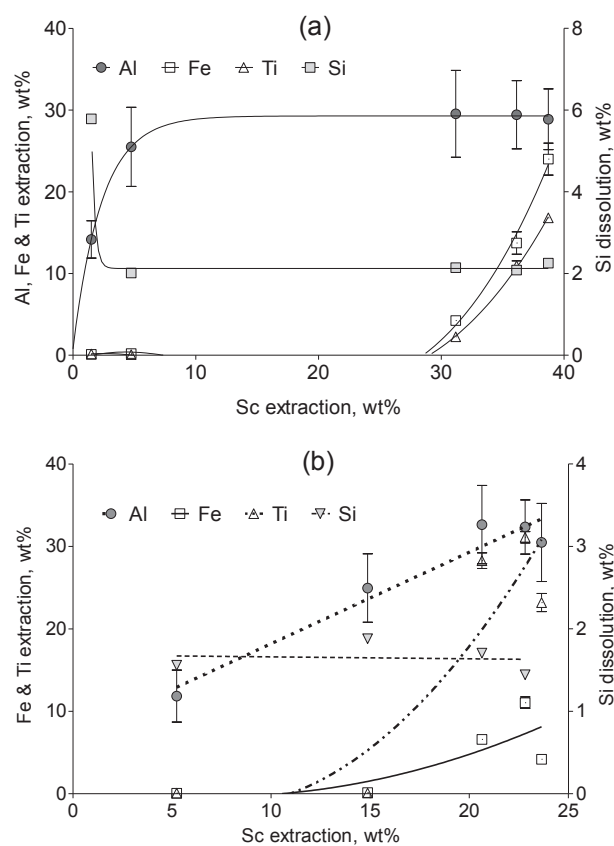 (a)
40
30
20
10
0
Al, Fe & Ti extraction, wt%
Al Fe Ti Si
8
6
4
2
0
Si dissolution, wt%
0 10 20 30 40
Sc extraction, wt%
(b)
40
30
20
10
0
Fe & Ti extraction, wt%
Al Fe Ti Si
4
3
2
1
0
Si dissolution, wt%
0 5 10 15 20 25
Sc extraction, wt%